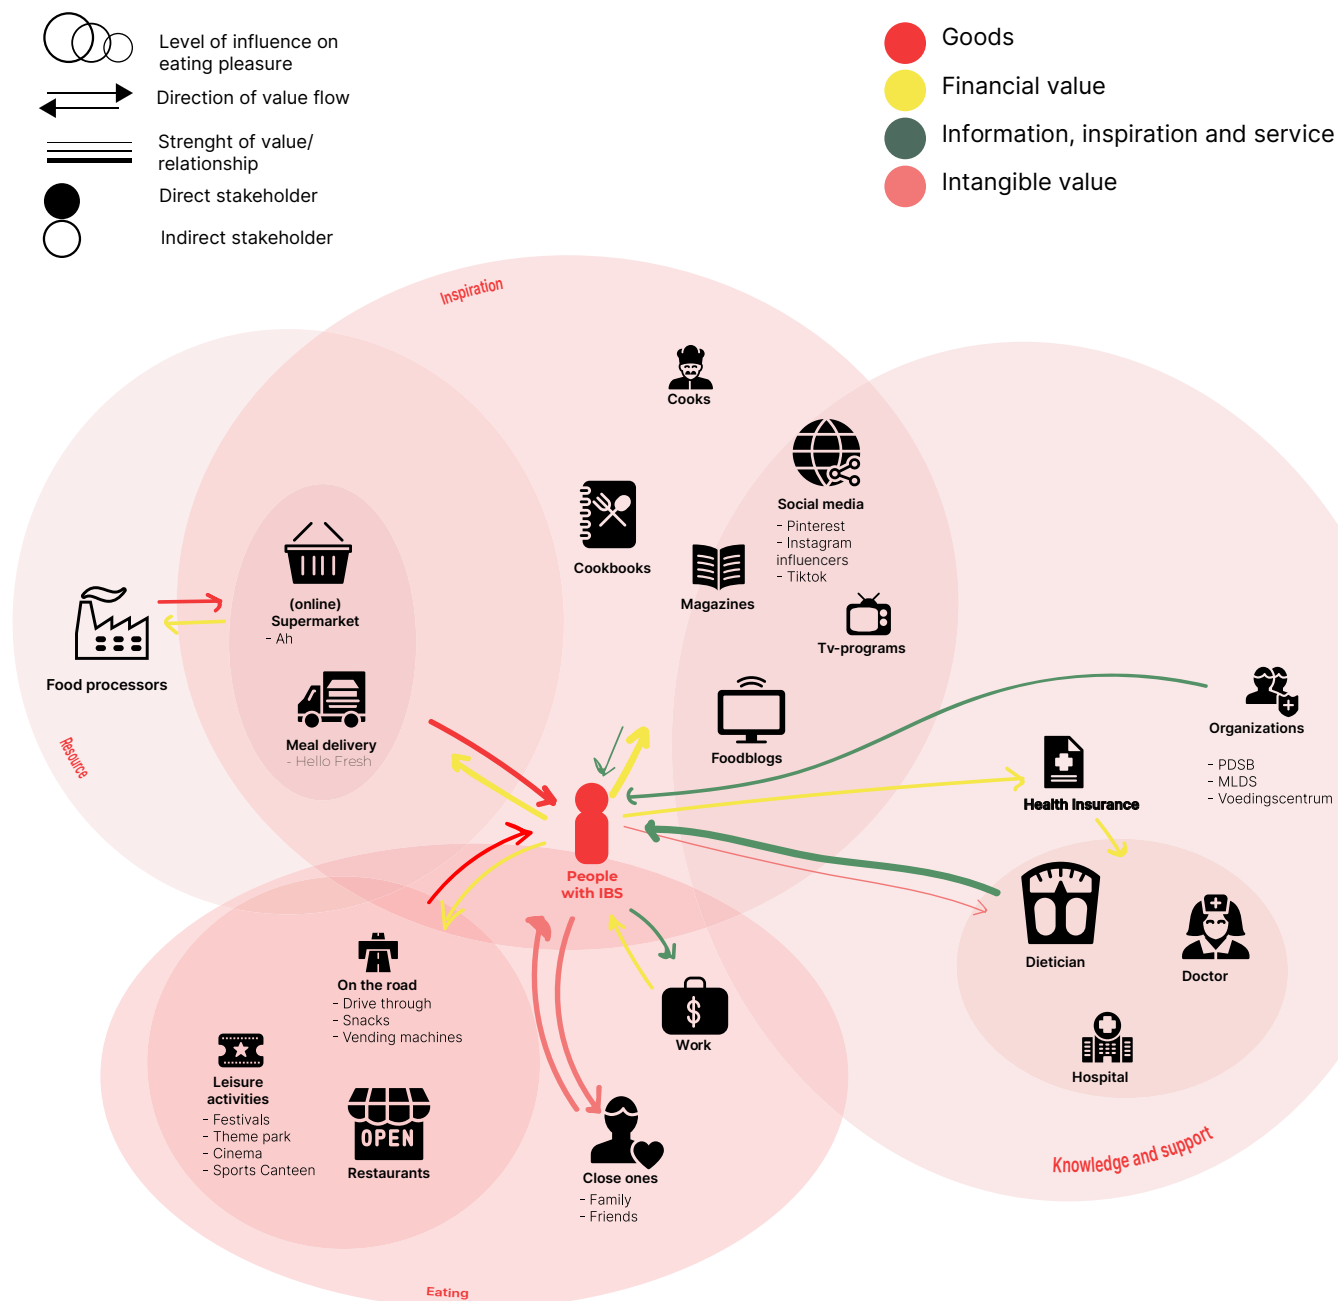 Level of influence on
eating pleasure
Direction of value flow
Strenght of value/
relationship
Direct stakeholder
Indirect stakeholder
Goods
Financial value
Information, inspiration and service
Intangible value
Inspiration
Cooks
Social media
- Pinterest
- Instagram
influencers
- Tiktok
Cookbooks
Magazines
Tv-programs
Foodblogs
(online)
Supermarket
- Ah
Food processors
Meal delivery
- Hello Fresh
Resource
Organizations
- PDSB
- MLDS
- Voedingscentrum
Health insurance
People
with IBS
Dietician
Doctor
Hospital
Knowledge and support
On the road
- Drive through
- Snacks
- Vending machines
$
Work
Leisure
activities
- Festivals
- Theme park
- Cinema
- Sports Canteen
OPEN
Restaurants
Close ones
- Family
- Friends
Eating